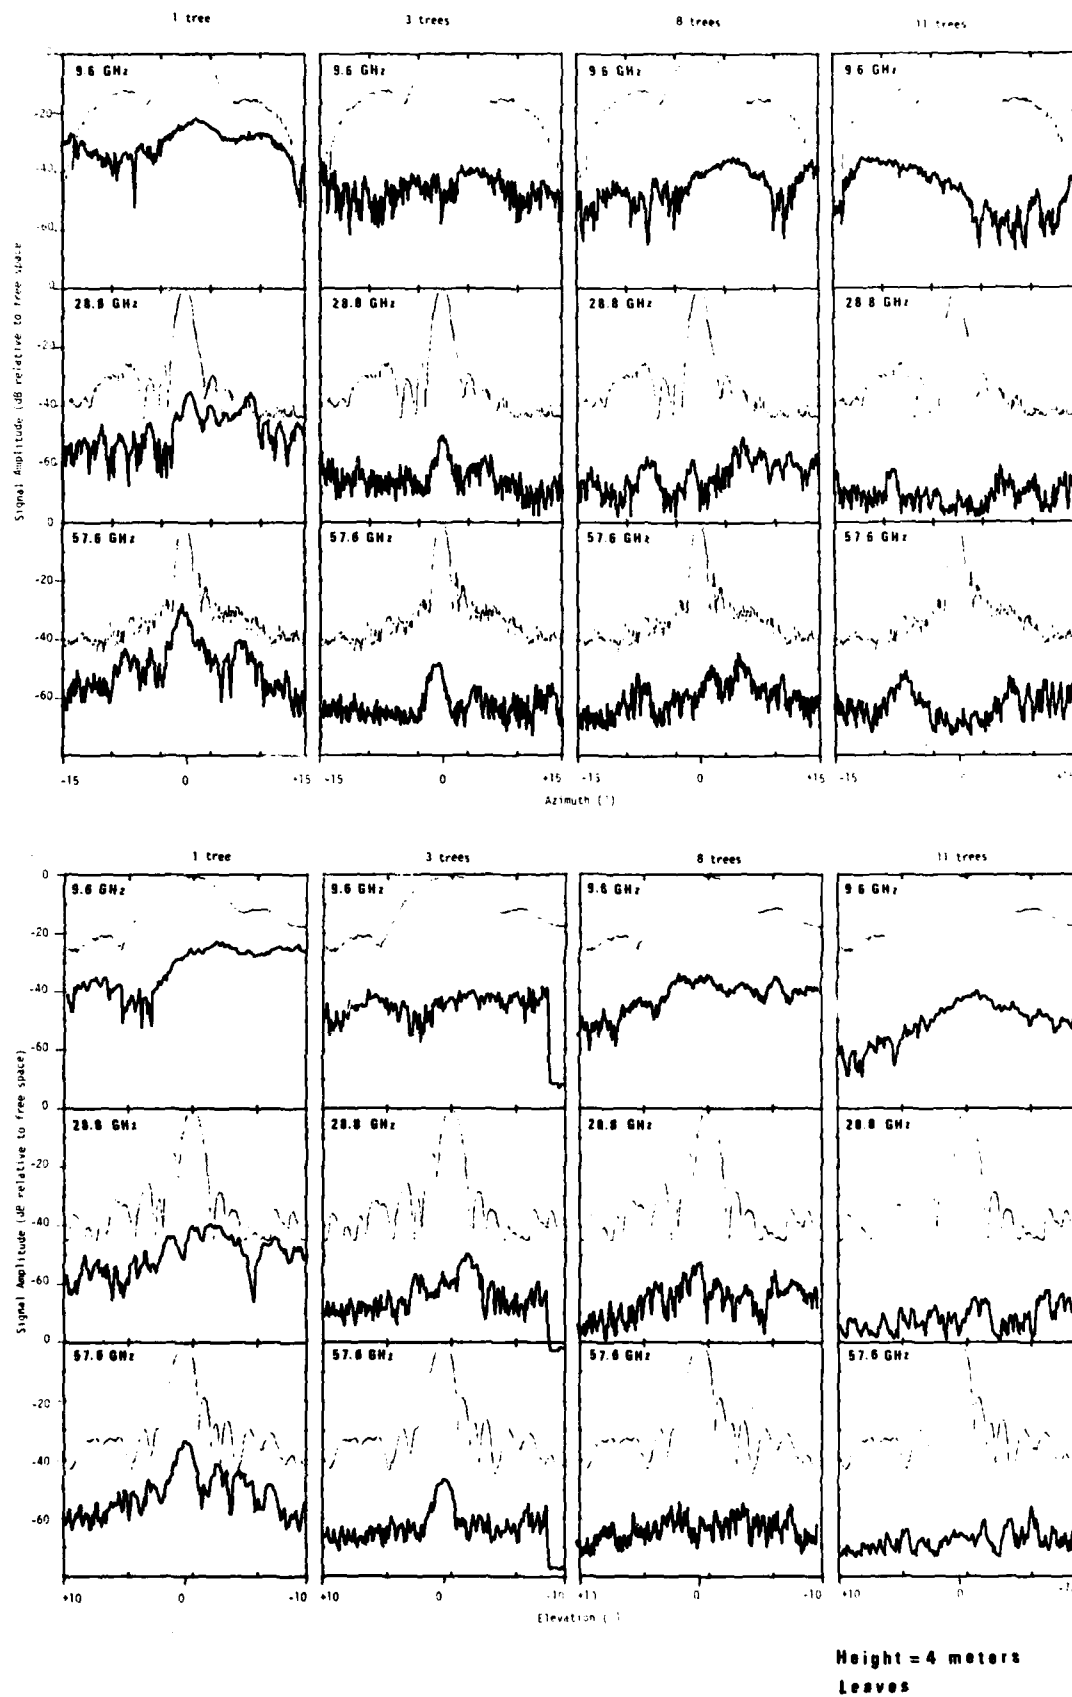 1 tree 3 trees 8 trees 11 trees
9.6 GHz 9.6 GHz 9.6 GHz 9.6 GHz
-20
-40
-60
0
28.8 GHz 28.8 GHz 28.8 GHz 28.8 GHz
-20
-40
-60
0
57.6 GHz 57.6 GHz 57.6 GHz 57.6 GHz
-20
-40
-60
Signal Amplitude (dB relative to free space
-15 0 +15 -15 0 +15 -15 0 +15 -15 0 +15
Azimuth (°)
1 tree 3 trees 8 trees 11 trees
0
9.6 GHz 9.6 GHz 9.6 GHz 9.6 GHz
-20
-40
-60
0
28.8 GHz 28.8 GHz 28.8 GHz 28.8 GHz
-20
-40
-60
0
57.6 GHz 57.6 GHz 57.6 GHz 57.6 GHz
-20
-40
-60
Signal Amplitude (dB relative to free space)
+10 0 -10 +10 0 -10 0 -10 +10 0
Elevation
Height = 4 meters
Leaves